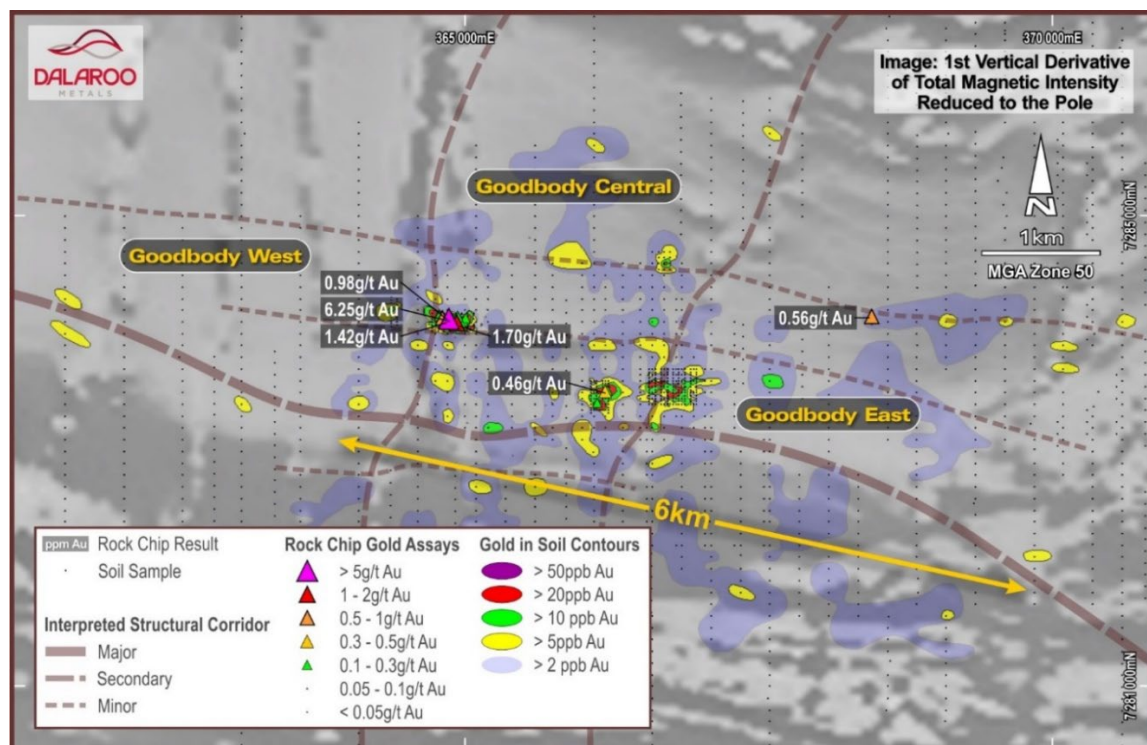 DALAROO
METALS
365 000mE
370 000mE
Image: 1st Vertical Derivative
of Total Magnetic Intensity
Reduced to the Pole
N
1km
MGA Zone 50
7 285 000mN
Goodbody Central
Goodbody West
0.98g/t Au
6.25g/t Au
1.42g/t Au
1.70g/t Au
0.56g/t Au
0.46g/t Au
Goodbody East
6km
7 281 000mN
ppm Au Rock Chip Result
Soil Sample
Interpreted Structural Corridor
Major
Secondary
Minor
Rock Chip Gold Assays
> 5g/t Au
1 - 2g/t Au
0.5 - 1g/t Au
0.3 - 0.5g/t Au
0.1 - 0.3g/t Au
0.05 - 0.1g/t Au
< 0.05g/t Au
Gold in Soil Contours
> 50ppb Au
> 20ppb Au
> 10 ppb Au
> 5ppb Au
> 2 ppb Au